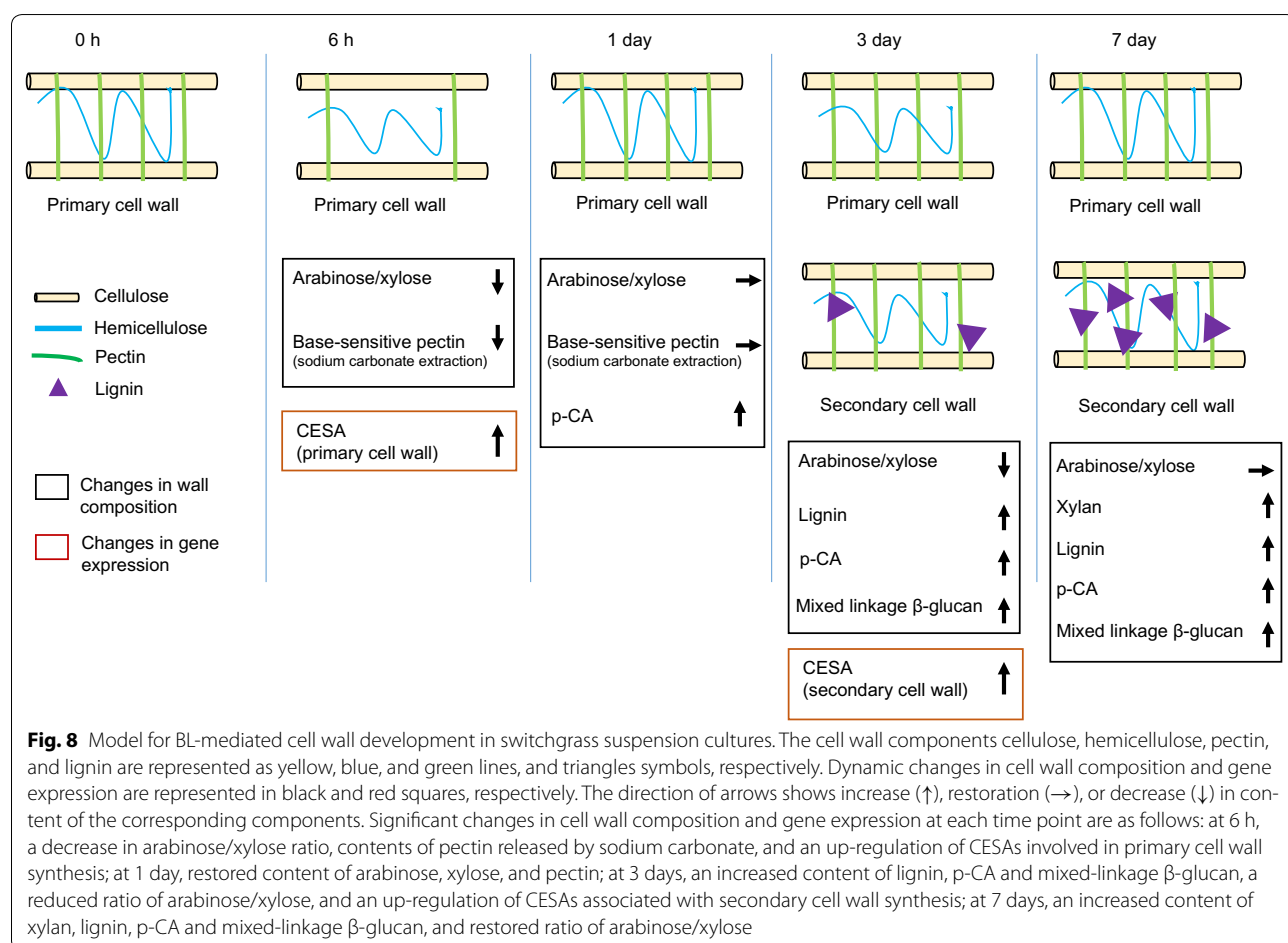 0 h
6 h
1 day
3 day
7 day
Primary cell wall
Primary cell wall
Primary cell wall
Primary cell wall
Primary cell wall
Cellulose
Hemicellulose
Pectin
Lignin
Changes in wall
composition
Changes in gene
expression
Arabinose/xylose ↓
Base-sensitive pectin ↓
(sodium carbonate extraction)
CESA ↑
(primary cell wall)
Arabinose/xylose →
Base-sensitive pectin →
(sodium carbonate extraction)
p-CA ↑
Secondary cell wall
Arabinose/xylose ↓
Lignin ↑
p-CA ↑
Mixed linkage β-glucan ↑
CESA ↑
(secondary cell wall)
Secondary cell wall
Arabinose/xylose →
Xylan ↑
Lignin ↑
p-CA ↑
Mixed linkage β-glucan ↑
Fig. 8 Model for BL-mediated cell wall development in switchgrass suspension cultures. The cell wall components cellulose, hemicellulose, pectin,
and lignin are represented as yellow, blue, and green lines, and triangles symbols, respectively. Dynamic changes in cell wall composition and gene
expression are represented in black and red squares, respectively. The direction of arrows shows increase (↑), restoration (→), or decrease (↓) in con-
tent of the corresponding components. Significant changes in cell wall composition and gene expression at each time point are as follows: at 6 h,
a decrease in arabinose/xylose ratio, contents of pectin released by sodium carbonate, and an up-regulation of CESAs involved in primary cell wall
synthesis; at 1 day, restored content of arabinose, xylose, and pectin; at 3 days, an increased content of lignin, p-CA and mixed-linkage β-glucan, a
reduced ratio of arabinose/xylose, and an up-regulation of CESAs associated with secondary cell wall synthesis; at 7 days, an increased content of
xylan, lignin, p-CA and mixed-linkage β-glucan, and restored ratio of arabinose/xylose